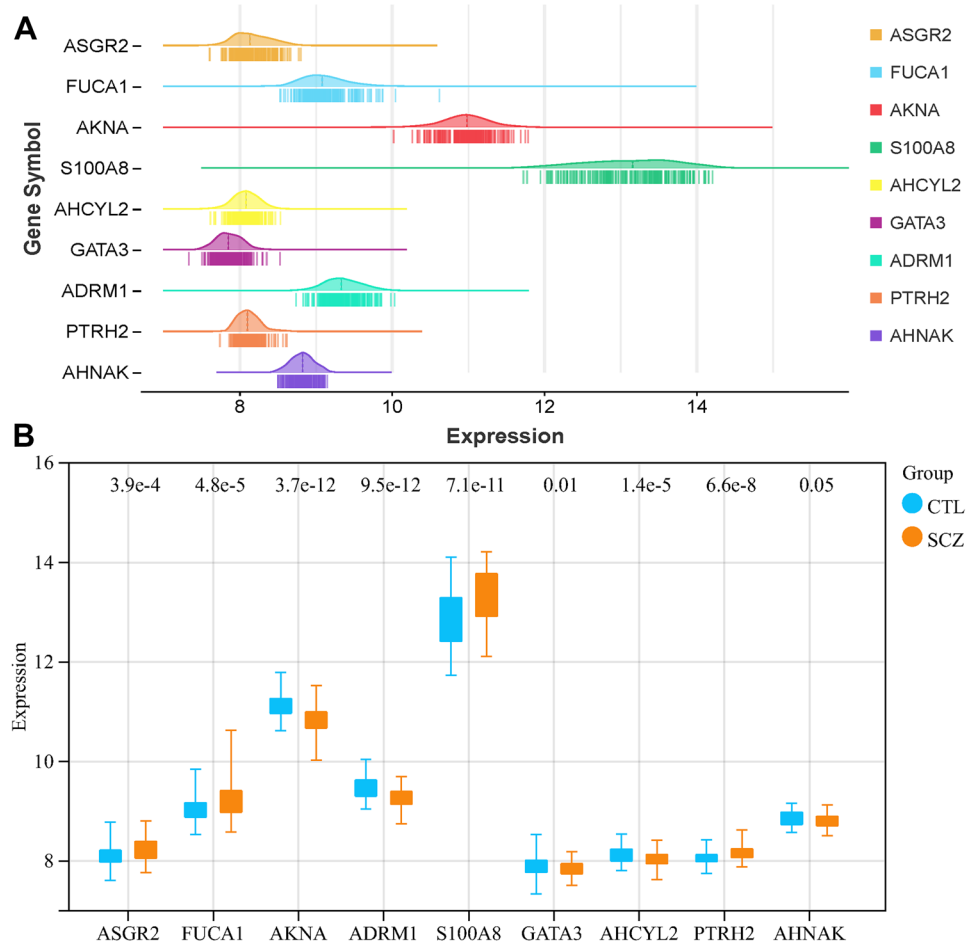 A
Gene Symbol
ASGR2
FUCA1
AKNA
S100A8
AHCYL2
GATA3
ADRM1
PTRH2
AHNAK
8 10 12 14
Expression
ASGR2
FUCA1
AKNA
S100A8
AHCYL2
GATA3
ADRM1
PTRH2
AHNAK
B
Expression
16
14
12
10
8
3.9e-4 4.8e-5 3.7e-12 9.5e-12 7.1e-11 0.01 1.4e-5 6.6e-8 0.05
ASGR2 FUCA1 AKNA ADRM1 S100A8 GATA3 AHCYL2 PTRH2 AHNAK
Group
CTL
SCZ